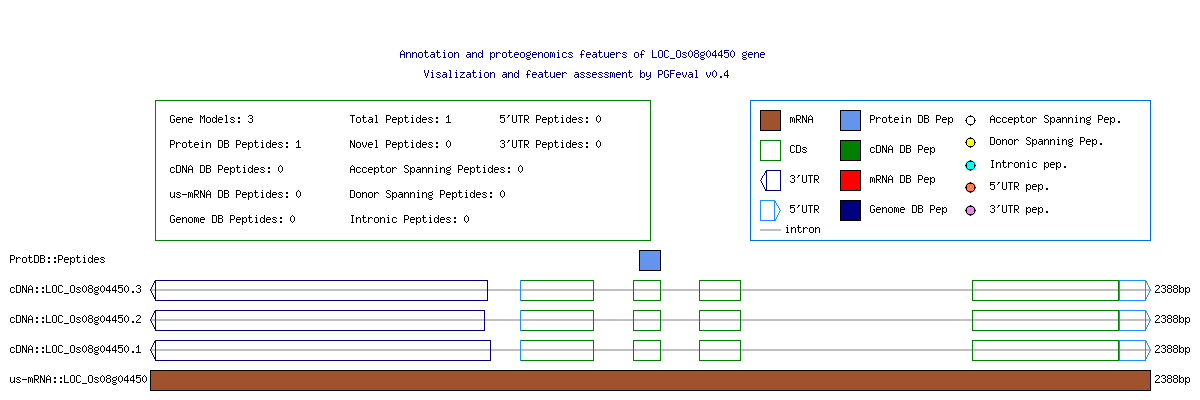 Annotation and proteogenomics featuers of LOC_Os08g04450 gene
Visalization and featuer assessment by PGFeval v0.4
Gene Models: 3 Total Peptides: 1 5'UTR Peptides: 0
Protein DB Peptides: 1 Novel Peptides: 0 3'UTR Peptides: 0
cDNA DB Peptides: 0 Acceptor Spanning Peptides: 0
us-mRNA DB Peptides: 0 Donor Spanning Peptides: 0
Genome DB Peptides: 0 Intronic Peptides: 0
mRNA Protein DB Pep Acceptor Spanning Pep.
CDs cDNA DB Pep Donor Spanning Pep.
3'UTR mRNA DB Pep Intronic pep.
5'UTR Genome DB Pep 5'UTR pep.
intron 3'UTR pep.
ProtDB::Peptides
cDNA::LOC_Os08g04450.3 2388bp
cDNA::LOC_Os08g04450.2 2388bp
cDNA::LOC_Os08g04450.1 2388bp
us-mRNA::LOC_Os08g04450 2388bp